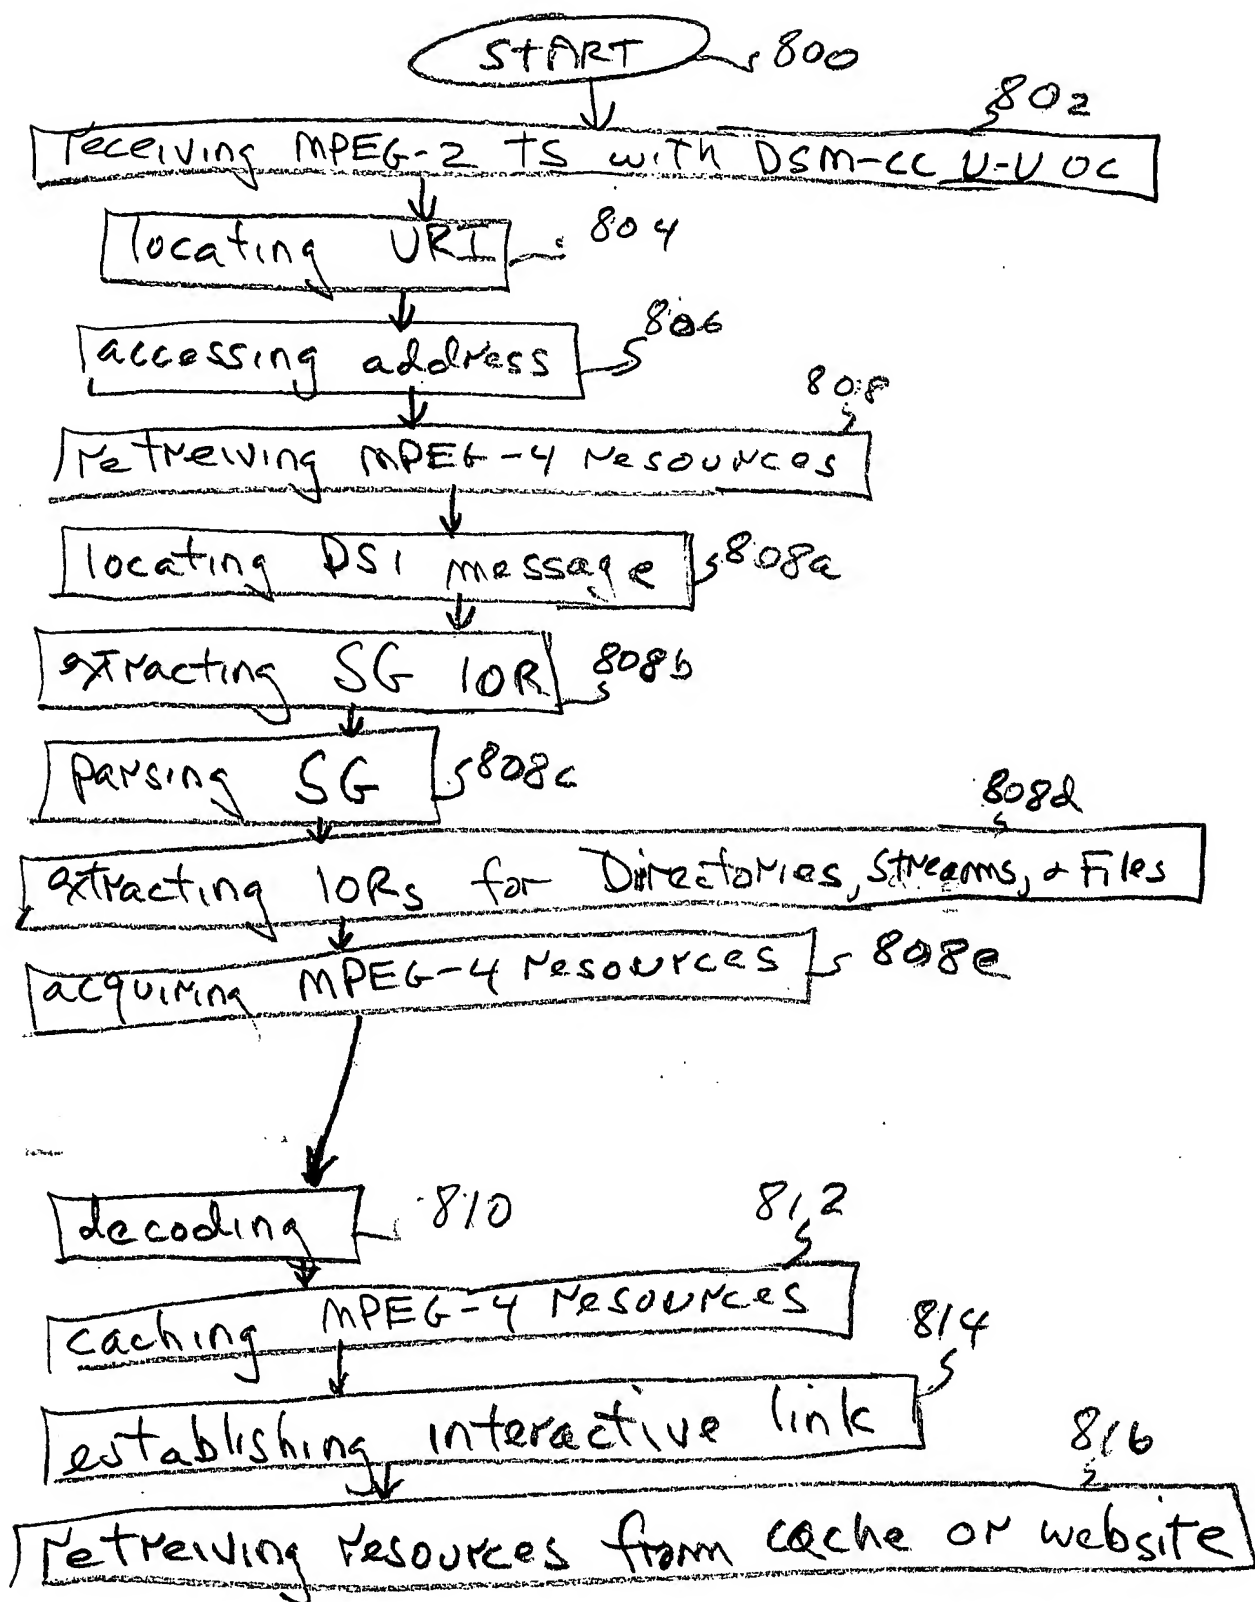 START 800
802
receiving MPEG-2 TS with DSM-CC U-U OC
locating URI 804
accessing address 806
808
retreiving MPEG-4 resources
locating DSI message 808a
extracting SG IOR 808b
parsing SG 808c
808d
extracting IORs for Directories, Streams, & Files
acquiring MPEG-4 resources 808e
decoding 810
812
caching MPEG-4 resources
814
establishing interactive link
816
retreiving resources from cache or website